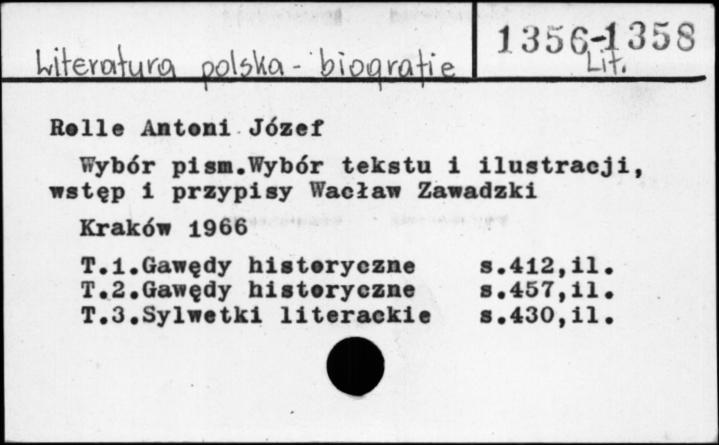 Literatura polska - biografie
1356-1358
Lit.
Rolle Antoni Józef
Wybór pism.Wybór tekstu i ilustracji,
wstęp i przypisy Wacław Zawadzki
Kraków 1966
T.1.Gawędy historyczne s.412,il.
T.2.Gawędy historyczne s.457,il.
T.3.Sylwetki literackie s.430,il.